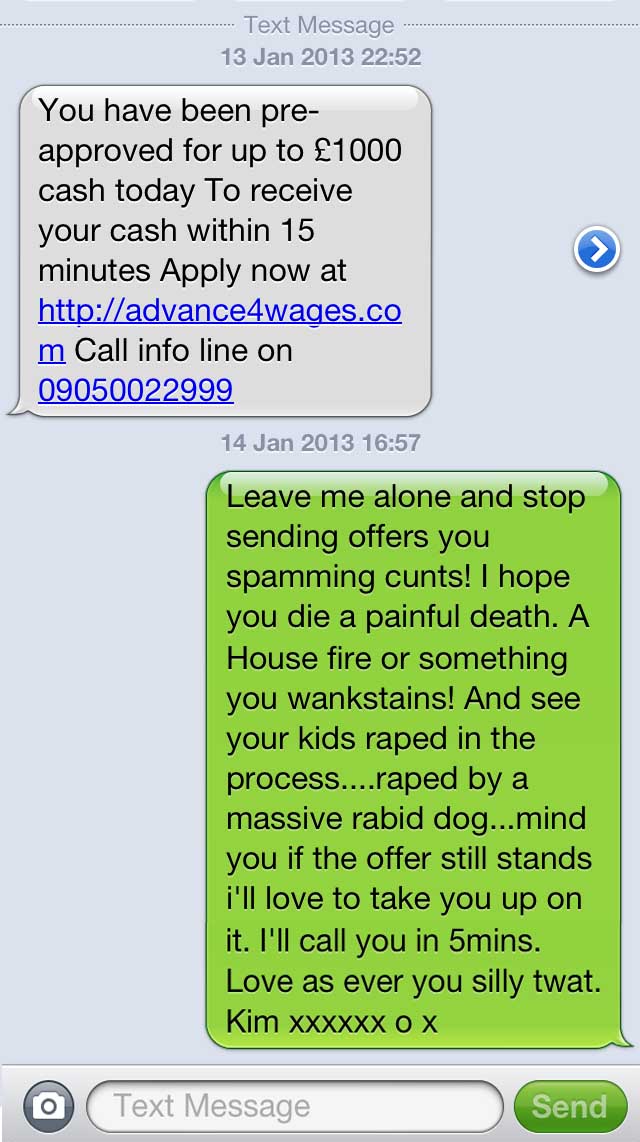 Text Message
13 Jan 2013 22:52
You have been pre-
approved for up to £1000
cash today To receive
your cash within 15
minutes Apply now at
http://advance4wages.co
m Call info line on
09050022999
14 Jan 2013 16:57
Leave me alone and stop
sending offers you
spamming cunts! I hope
you die a painful death. A
House fire or something
you wankstains! And see
your kids raped in the
process....raped by a
massive rabid dog...mind
you if the offer still stands
i'll love to take you up on
it. I'll call you in 5mins.
Love as ever you silly twat.
Kim xxxxxx o x
Text Message
Send